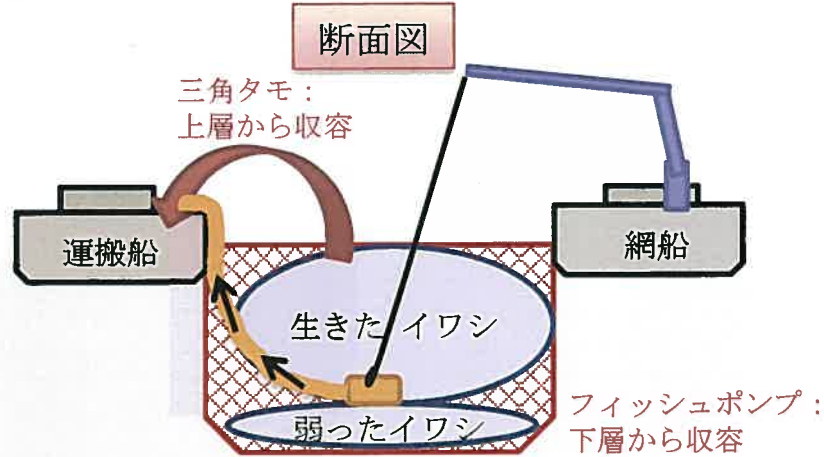 断面図
三角タモ：
上層から収容
運搬船
網船
生きた イワシ
弱ったイワシ
フィッシュポンプ：
下層から収容